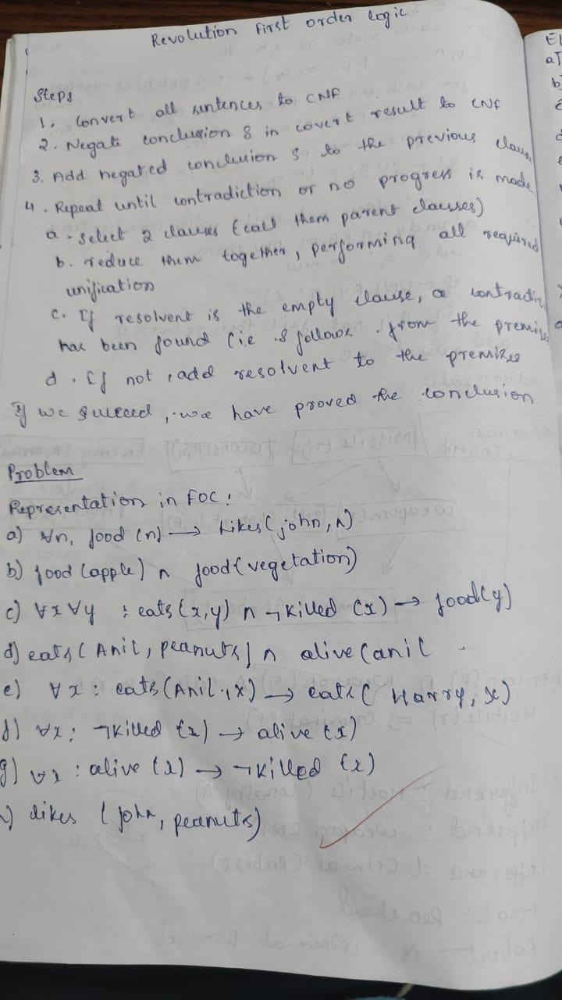 Revolution First order logic.
Steps
1. Convert all sentences to CNF
2. Negate conclusion S in covert result to CNF
3. Add negated conclusion S to the previous claus
4. Repeat until contradiction or no progress is made
a. select 2 clauses (call them parent clauses)
b. reduce them together, performing all required
unification
c. If resolvent is the empty clause, a contradic
has been found (i.e S follows from the premis
d. if not, add resolvent to the premises
If we succeed, we have proved the conclusion
Problem
Representation in FOC:
a) ∀n, food (n) → Likes (john, n)
b) food (apple) ∩ food (vegetation)
c) ∀x ∀y : eats (x,y) ∩ ¬killed (x) → food(y)
d) eats ( Anil, peanuts ) ∩ alive (anil
e) ∀x : eats (Anil, x) → eats ( Harry, x)
f) ∀x : ¬killed (x) → alive (x)
g) ∀x : alive (x) → ¬killed (x)
) likes ( john, peanuts)
E
a)
b)